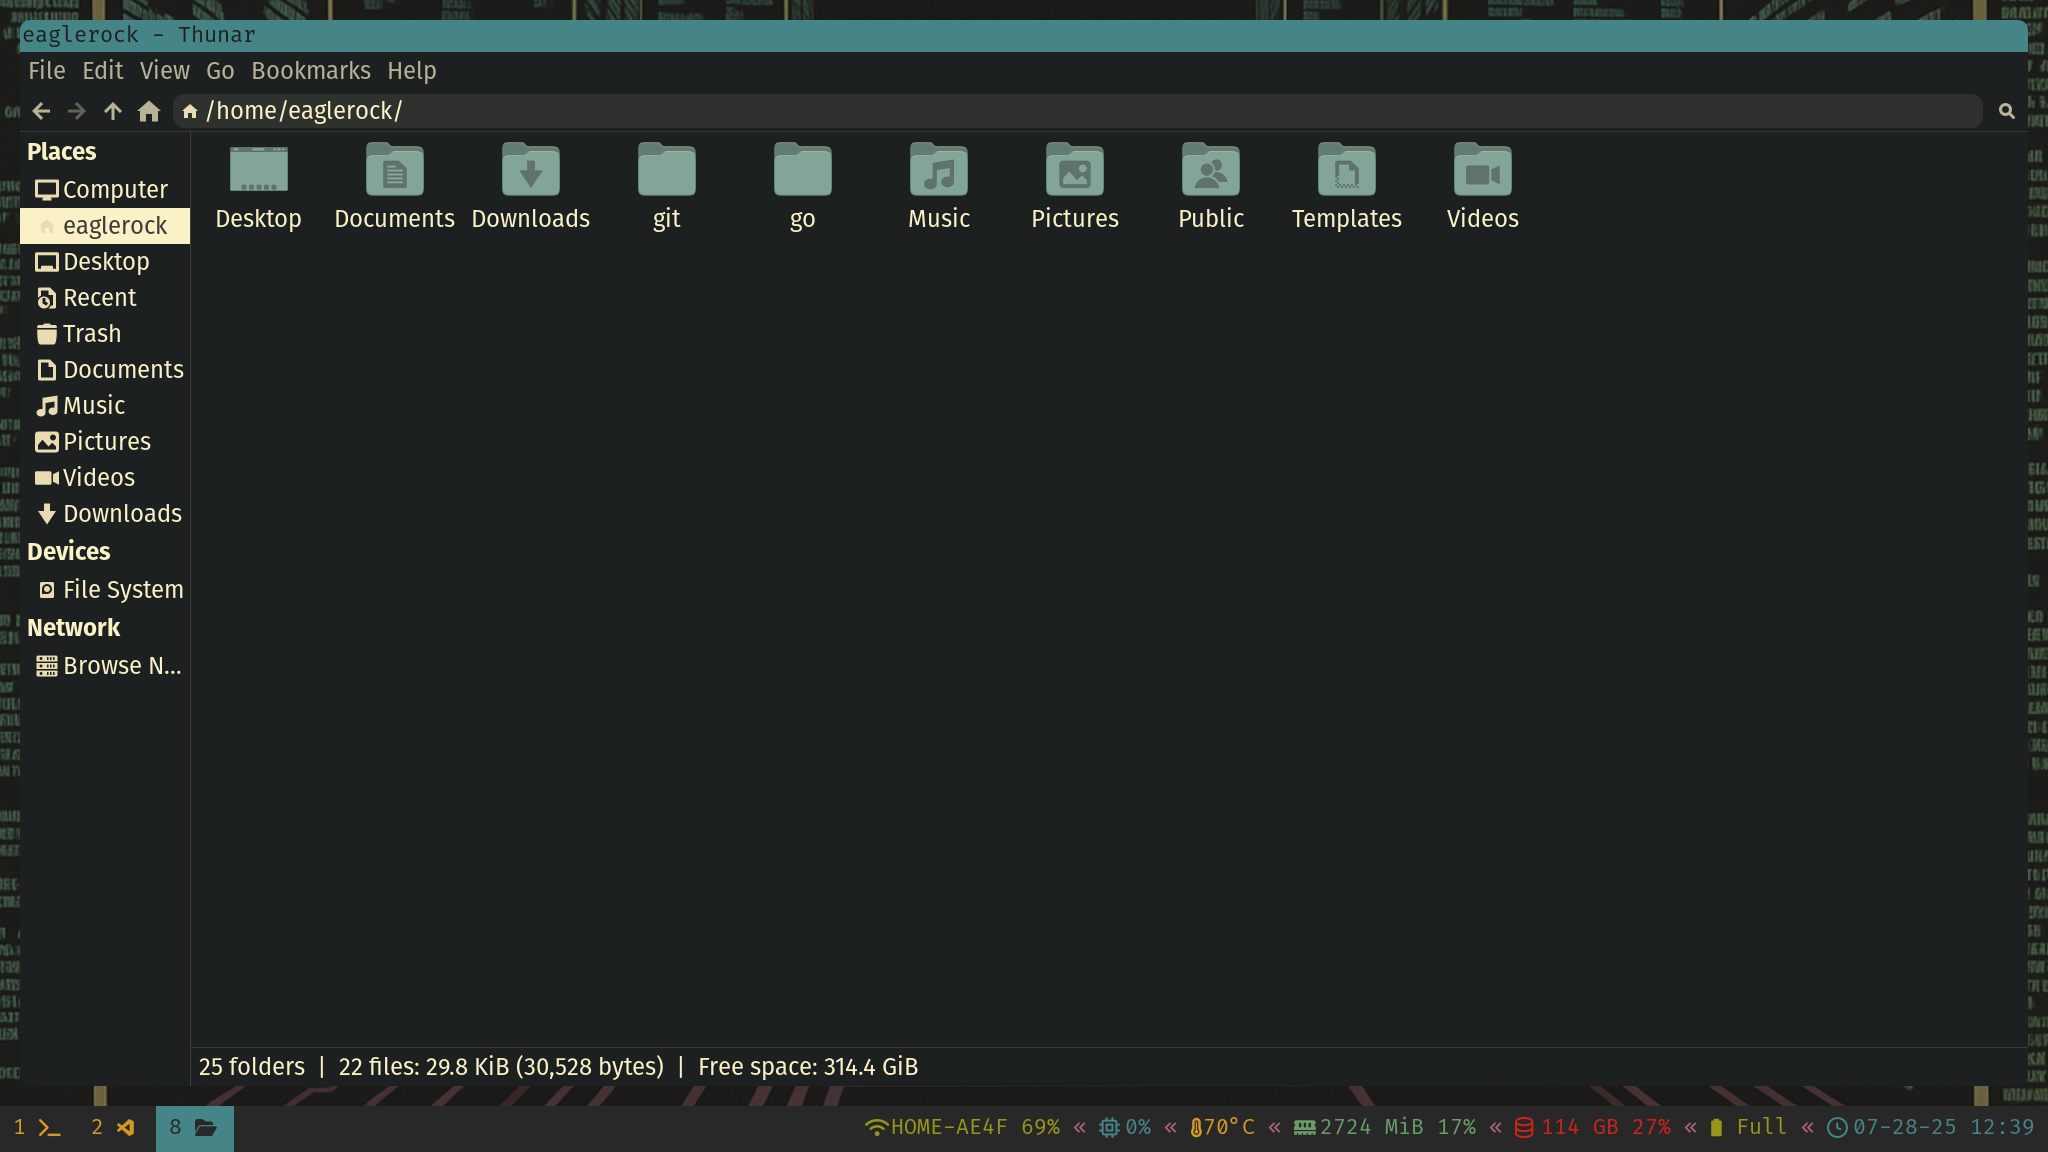 eaglerock - Thunar
File Edit View Go Bookmarks Help
/home/eaglerock/
Places
Computer
eaglerock
Desktop
Recent
Trash
Documents
Music
Pictures
Videos
Downloads
Devices
File System
Network
Browse N...
Desktop Documents Downloads git go Music Pictures Public Templates Videos
25 folders | 22 files: 29.8 KiB (30,528 bytes) | Free space: 314.4 GiB
1 2 8 HOME-AE4F 69% « 0% « 70°C « 2724 MiB 17% « 114 GB 27% « Full « 07-28-25 12:39